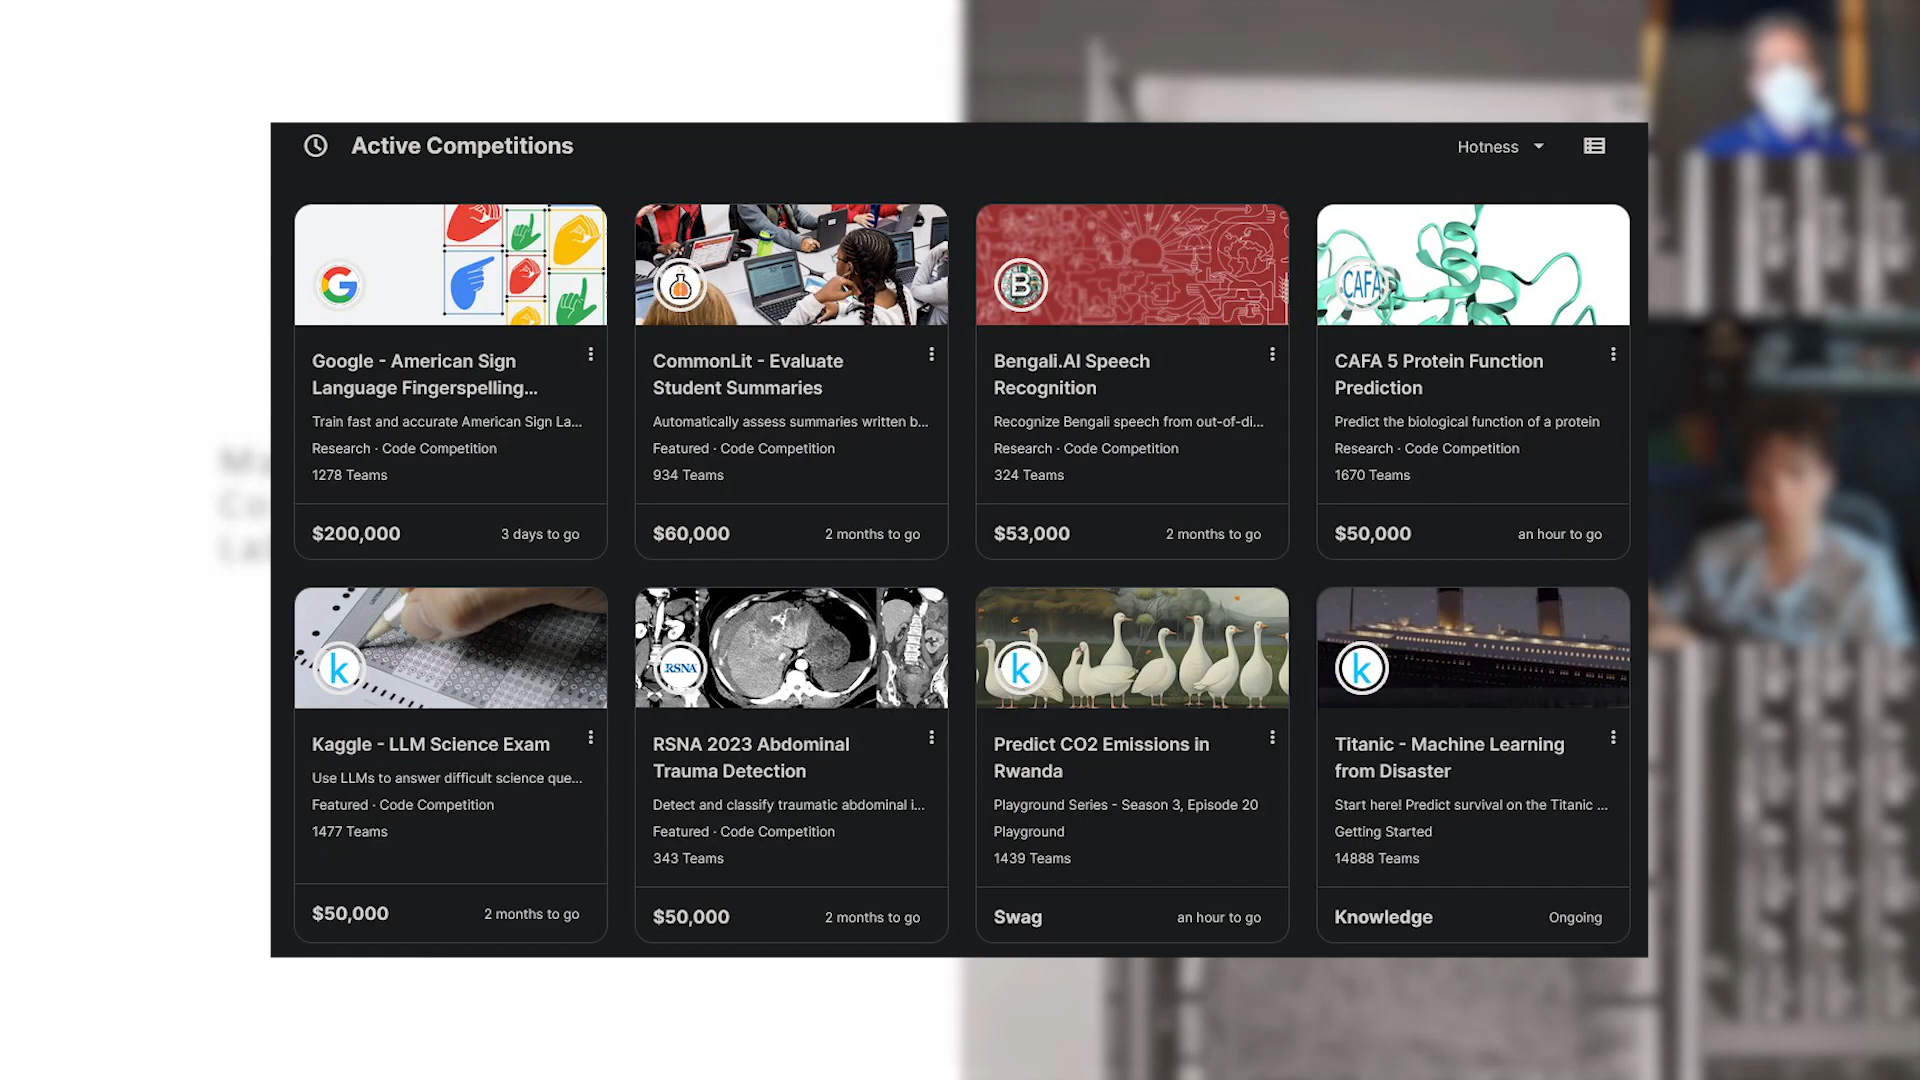 Active Competitions
Hotness
G
Google - American Sign
Language Fingerspelling...
Train fast and accurate American Sign La...
Research · Code Competition
1278 Teams
$200,000
3 days to go
CommonLit - Evaluate
Student Summaries
Automatically assess summaries written b...
Featured · Code Competition
934 Teams
$60,000
2 months to go
B
Bengali.AI Speech
Recognition
Recognize Bengali speech from out-of-di...
Research · Code Competition
324 Teams
$53,000
2 months to go
CAFA
CAFA 5 Protein Function
Prediction
Predict the biological function of a protein
Research · Code Competition
1670 Teams
$50,000
an hour to go
k
Kaggle - LLM Science Exam
Use LLMs to answer difficult science que...
Featured · Code Competition
1477 Teams
$50,000
2 months to go
RSNA
RSNA 2023 Abdominal
Trauma Detection
Detect and classify traumatic abdominal i...
Featured · Code Competition
343 Teams
$50,000
2 months to go
k
Predict CO2 Emissions in
Rwanda
Playground Series - Season 3, Episode 20
Playground
1439 Teams
Swag
an hour to go
k
Titanic - Machine Learning
from Disaster
Start here! Predict survival on the Titanic ...
Getting Started
14888 Teams
Knowledge
Ongoing